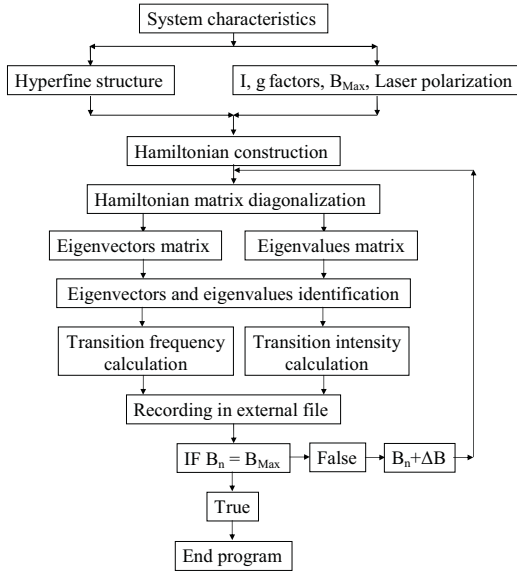 System characteristics
Hyperfine structure
I, g factors, B_Max, Laser polarization
Hamiltonian construction
Hamiltonian matrix diagonalization
Eigenvectors matrix
Eigenvalues matrix
Eigenvectors and eigenvalues identification
Transition frequency
calculation
Transition intensity
calculation
Recording in external file
IF B_n = B_Max
False
B_n+ΔB
True
End program